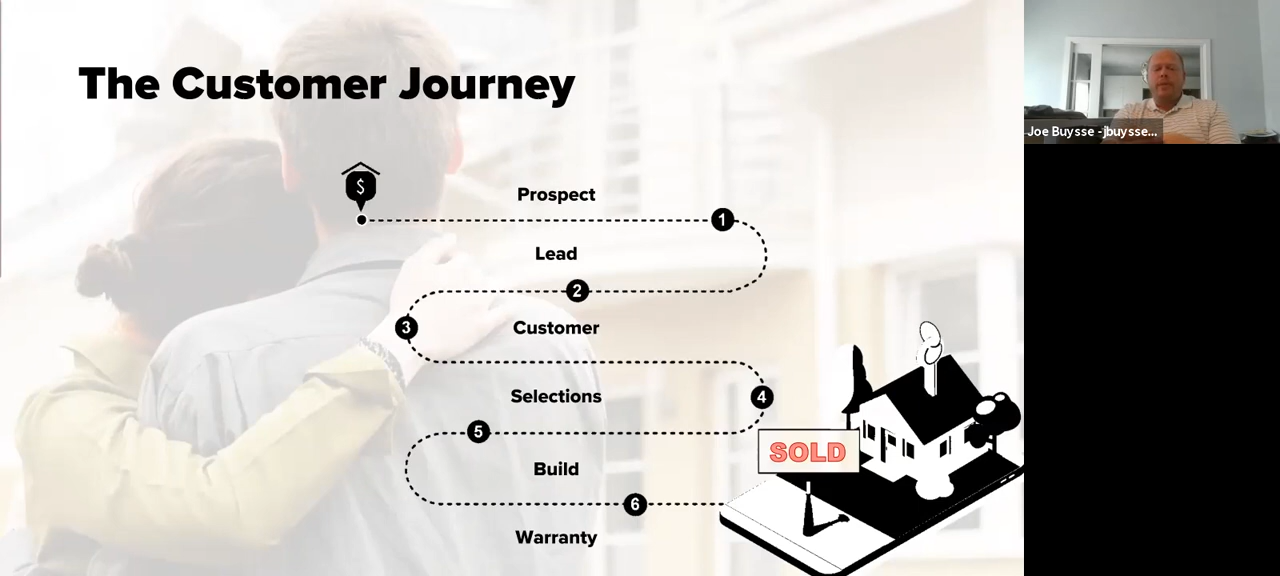 The Customer Journey
$
Prospect
1
Lead
2
3
Customer
Selections
4
5
SOLD
Build
6
Warranty
Joe Buysse -jbuysse...